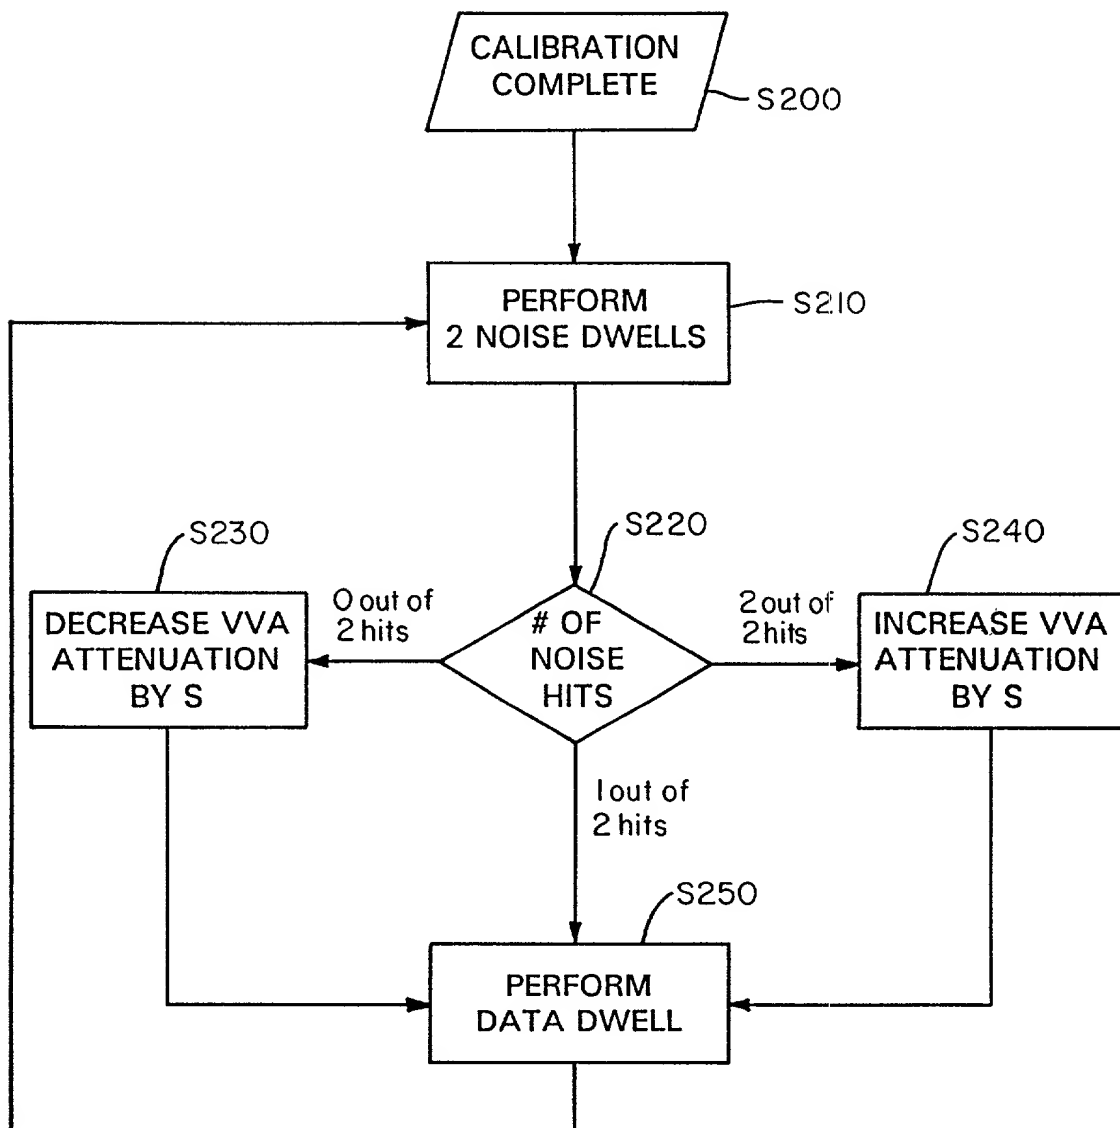 CALIBRATION
COMPLETE
S200
PERFORM
2 NOISE DWELLS
S210
S220
S230
S240
DECREASE VVA
ATTENUATION
BY S
0 out of
2 hits
# OF
NOISE
HITS
2 out of
2 hits
INCREASE VVA
ATTENUATION
BY S
1 out of
2 hits
S250
PERFORM
DATA DWELL